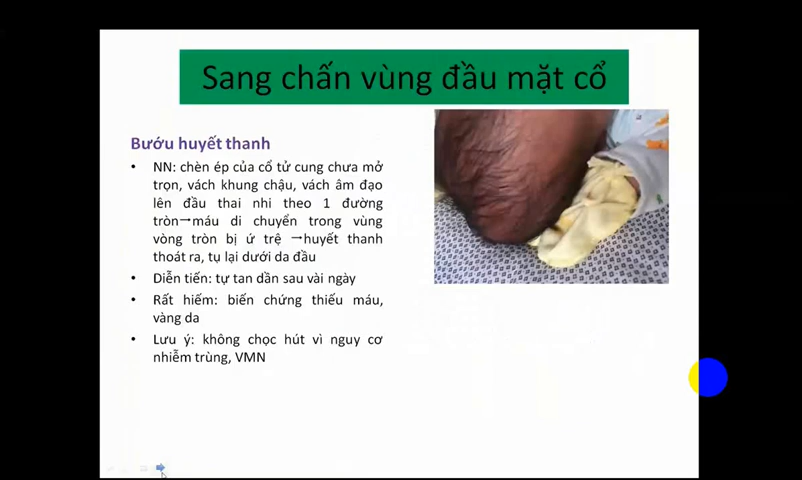 Sang chấn vùng đầu mặt cổ
Bướu huyết thanh
• NN: chèn ép của cổ tử cung chưa mở
trọn, vách khung chậu, vách âm đạo
lên đầu thai nhi theo 1 đường
tròn→máu di chuyển trong vùng
vòng tròn bị ứ trệ →huyết thanh
thoát ra, tụ lại dưới da đầu
• Diễn tiến: tự tan dần sau vài ngày
• Rất hiếm: biến chứng thiếu máu,
vàng da
• Lưu ý: không chọc hút vì nguy cơ
nhiễm trùng, VMN